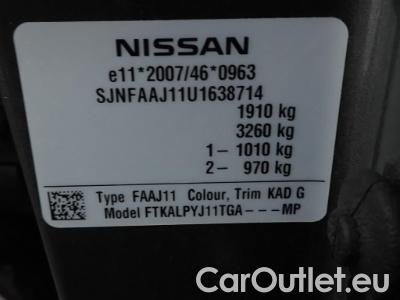 NISSAN
e11*2007/46*0963
SJNFAAJ11U1638714
1910 kg
3260 kg
1- 1010 kg
2- 970 kg
Type FAAJ11 Colour, Trim KAD G
Model FTKALPYJ11TGA---MP
CarOutlet.eu